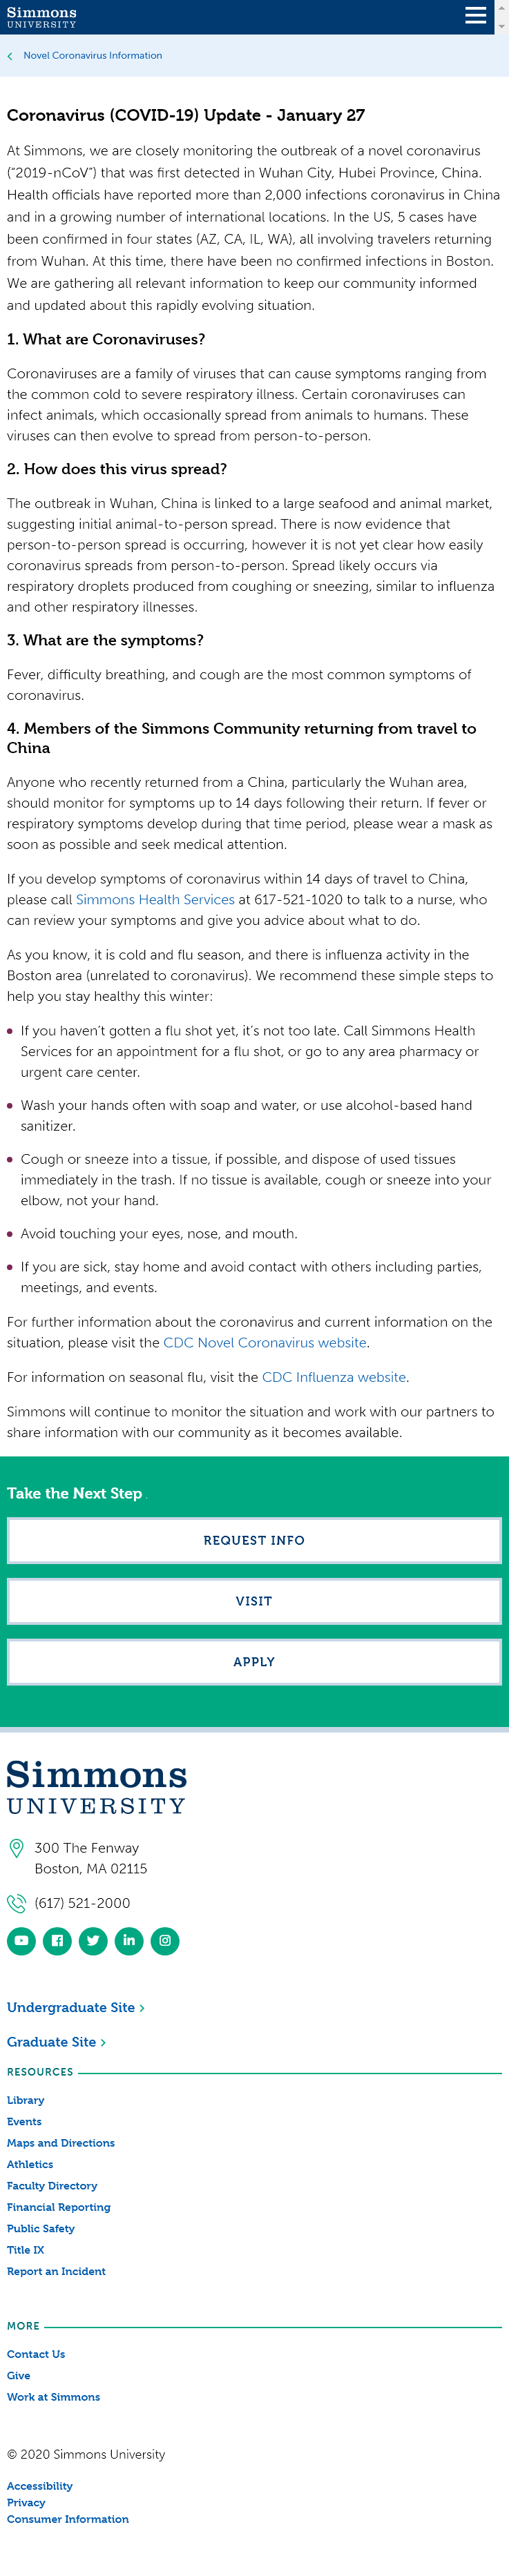 Simmons
UNIVERSITY
Novel Coronavirus Information
Coronavirus (COVID-19) Update - January 27
At Simmons, we are closely monitoring the outbreak of a novel coronavirus
("2019-nCoV") that was first detected in Wuhan City, Hubei Province, China.
Health officials have reported more than 2,000 infections coronavirus in China
and in a growing number of international locations. In the US, 5 cases have
been confirmed in four states (AZ, CA, IL, WA), all involving travelers returning
from Wuhan. At this time, there have been no confirmed infections in Boston.
We are gathering all relevant information to keep our community informed
and updated about this rapidly evolving situation.
1. What are Coronaviruses?
Coronaviruses are a family of viruses that can cause symptoms ranging from
the common cold to severe respiratory illness. Certain coronaviruses can
infect animals, which occasionally spread from animals to humans. These
viruses can then evolve to spread from person-to-person.
2. How does this virus spread?
The outbreak in Wuhan, China is linked to a large seafood and animal market,
suggesting initial animal-to-person spread. There is now evidence that
person-to-person spread is occurring, however it is not yet clear how easily
coronavirus spreads from person-to-person. Spread likely occurs via
respiratory droplets produced from coughing or sneezing, similar to influenza
and other respiratory illnesses.
3. What are the symptoms?
Fever, difficulty breathing, and cough are the most common symptoms of
coronavirus.
4. Members of the Simmons Community returning from travel to
China
Anyone who recently returned from a China, particularly the Wuhan area,
should monitor for symptoms up to 14 days following their return. If fever or
respiratory symptoms develop during that time period, please wear a mask as
soon as possible and seek medical attention.
If you develop symptoms of coronavirus within 14 days of travel to China,
please call Simmons Health Services at 617-521-1020 to talk to a nurse, who
can review your symptoms and give you advice about what to do.
As you know, it is cold and flu season, and there is influenza activity in the
Boston area (unrelated to coronavirus). We recommend these simple steps to
help you stay healthy this winter:
If you haven't gotten a flu shot yet, it's not too late. Call Simmons Health
Services for an appointment for a flu shot, or go to any area pharmacy or
urgent care center.
Wash your hands often with soap and water, or use alcohol-based hand
sanitizer.
Cough or sneeze into a tissue, if possible, and dispose of used tissues
immediately in the trash. If no tissue is available, cough or sneeze into your
elbow, not your hand.
Avoid touching your eyes, nose, and mouth.
If you are sick, stay home and avoid contact with others including parties,
meetings, and events.
For further information about the coronavirus and current information on the
situation, please visit the CDC Novel Coronavirus website.
For information on seasonal flu, visit the CDC Influenza website.
Simmons will continue to monitor the situation and work with our partners to
share information with our community as it becomes available.
Take the Next Step
REQUEST INFO
VISIT
APPLY
Simmons
UNIVERSITY
300 The Fenway
Boston, MA 02115
(617) 521-2000
Undergraduate Site
Graduate Site
RESOURCES
Library
Events
Maps and Directions
Athletics
Faculty Directory
Financial Reporting
Public Safety
Title IX
Report an Incident
MORE
Contact Us
Give
Work at Simmons
© 2020 Simmons University
Accessibility
Privacy
Consumer Information